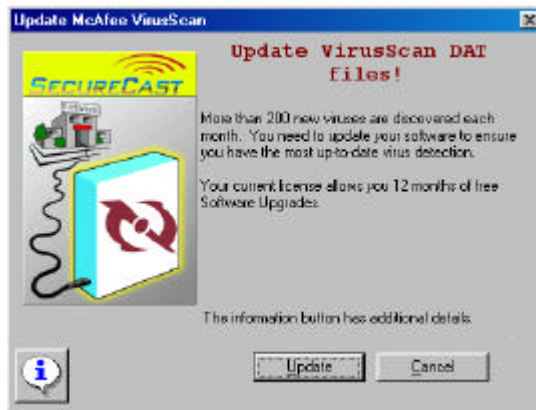 Update McAfee VirusScan
Update VirusScan DAT
files!
SECURECAST
More than 200 new viruses are discovered each
month. You need to update your software to ensure
you have the most up-to-date virus detection.
Your current license allows you 12 months of free
Software Upgrades.
The information button has additional details.
Update
Cancel